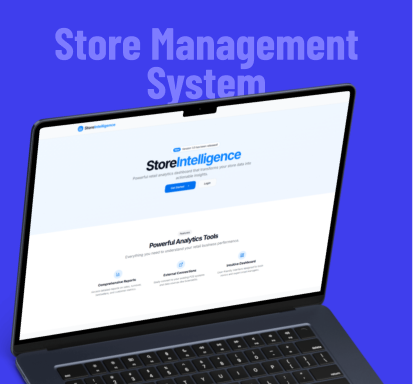 Store Management
System
StoreIntelligence
StoreIntelligence
Powerful retail analytics dashboard that transforms your store data into
actionable insights.
Get Started
Login
Features
Powerful Analytics Tools
Everything you need to understand your retail business performance.
Comprehensive Reports
External Connections
Intuitive Dashboard